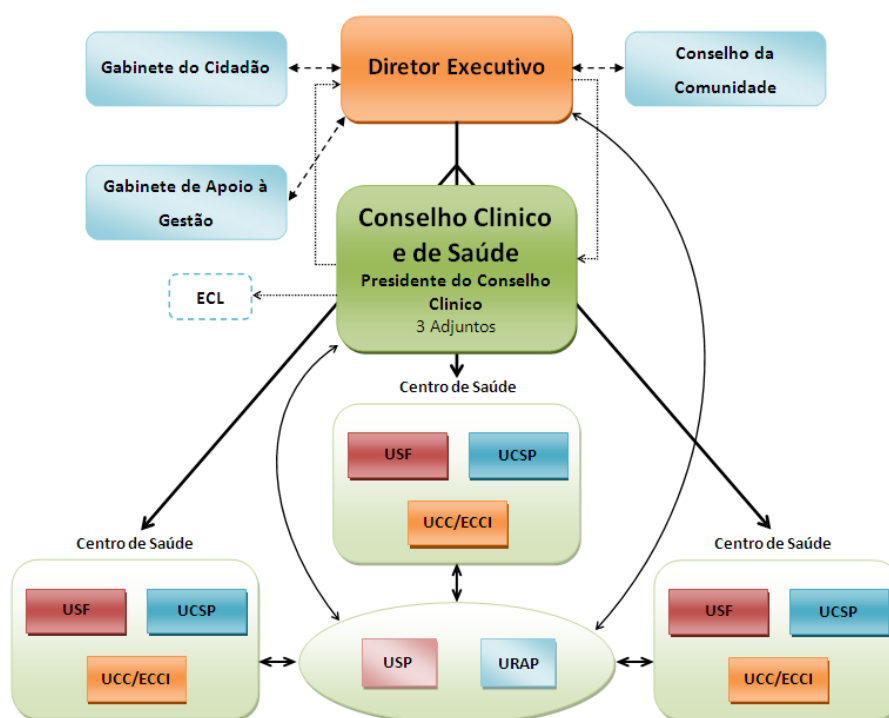 Gabinete do Cidadão
Diretor Executivo
Conselho da
Comunidade
Gabinete de Apoio à
Gestão
Conselho Clinico
e de Saúde
Presidente do Conselho
Clinico
3 Adjuntos
ECL
Centro de Saúde
USF
UCSP
UCC/ECCI
Centro de Saúde
USF
UCSP
UCC/ECCI
USP
URAP
Centro de Saúde
USF
UCSP
UCC/ECCI